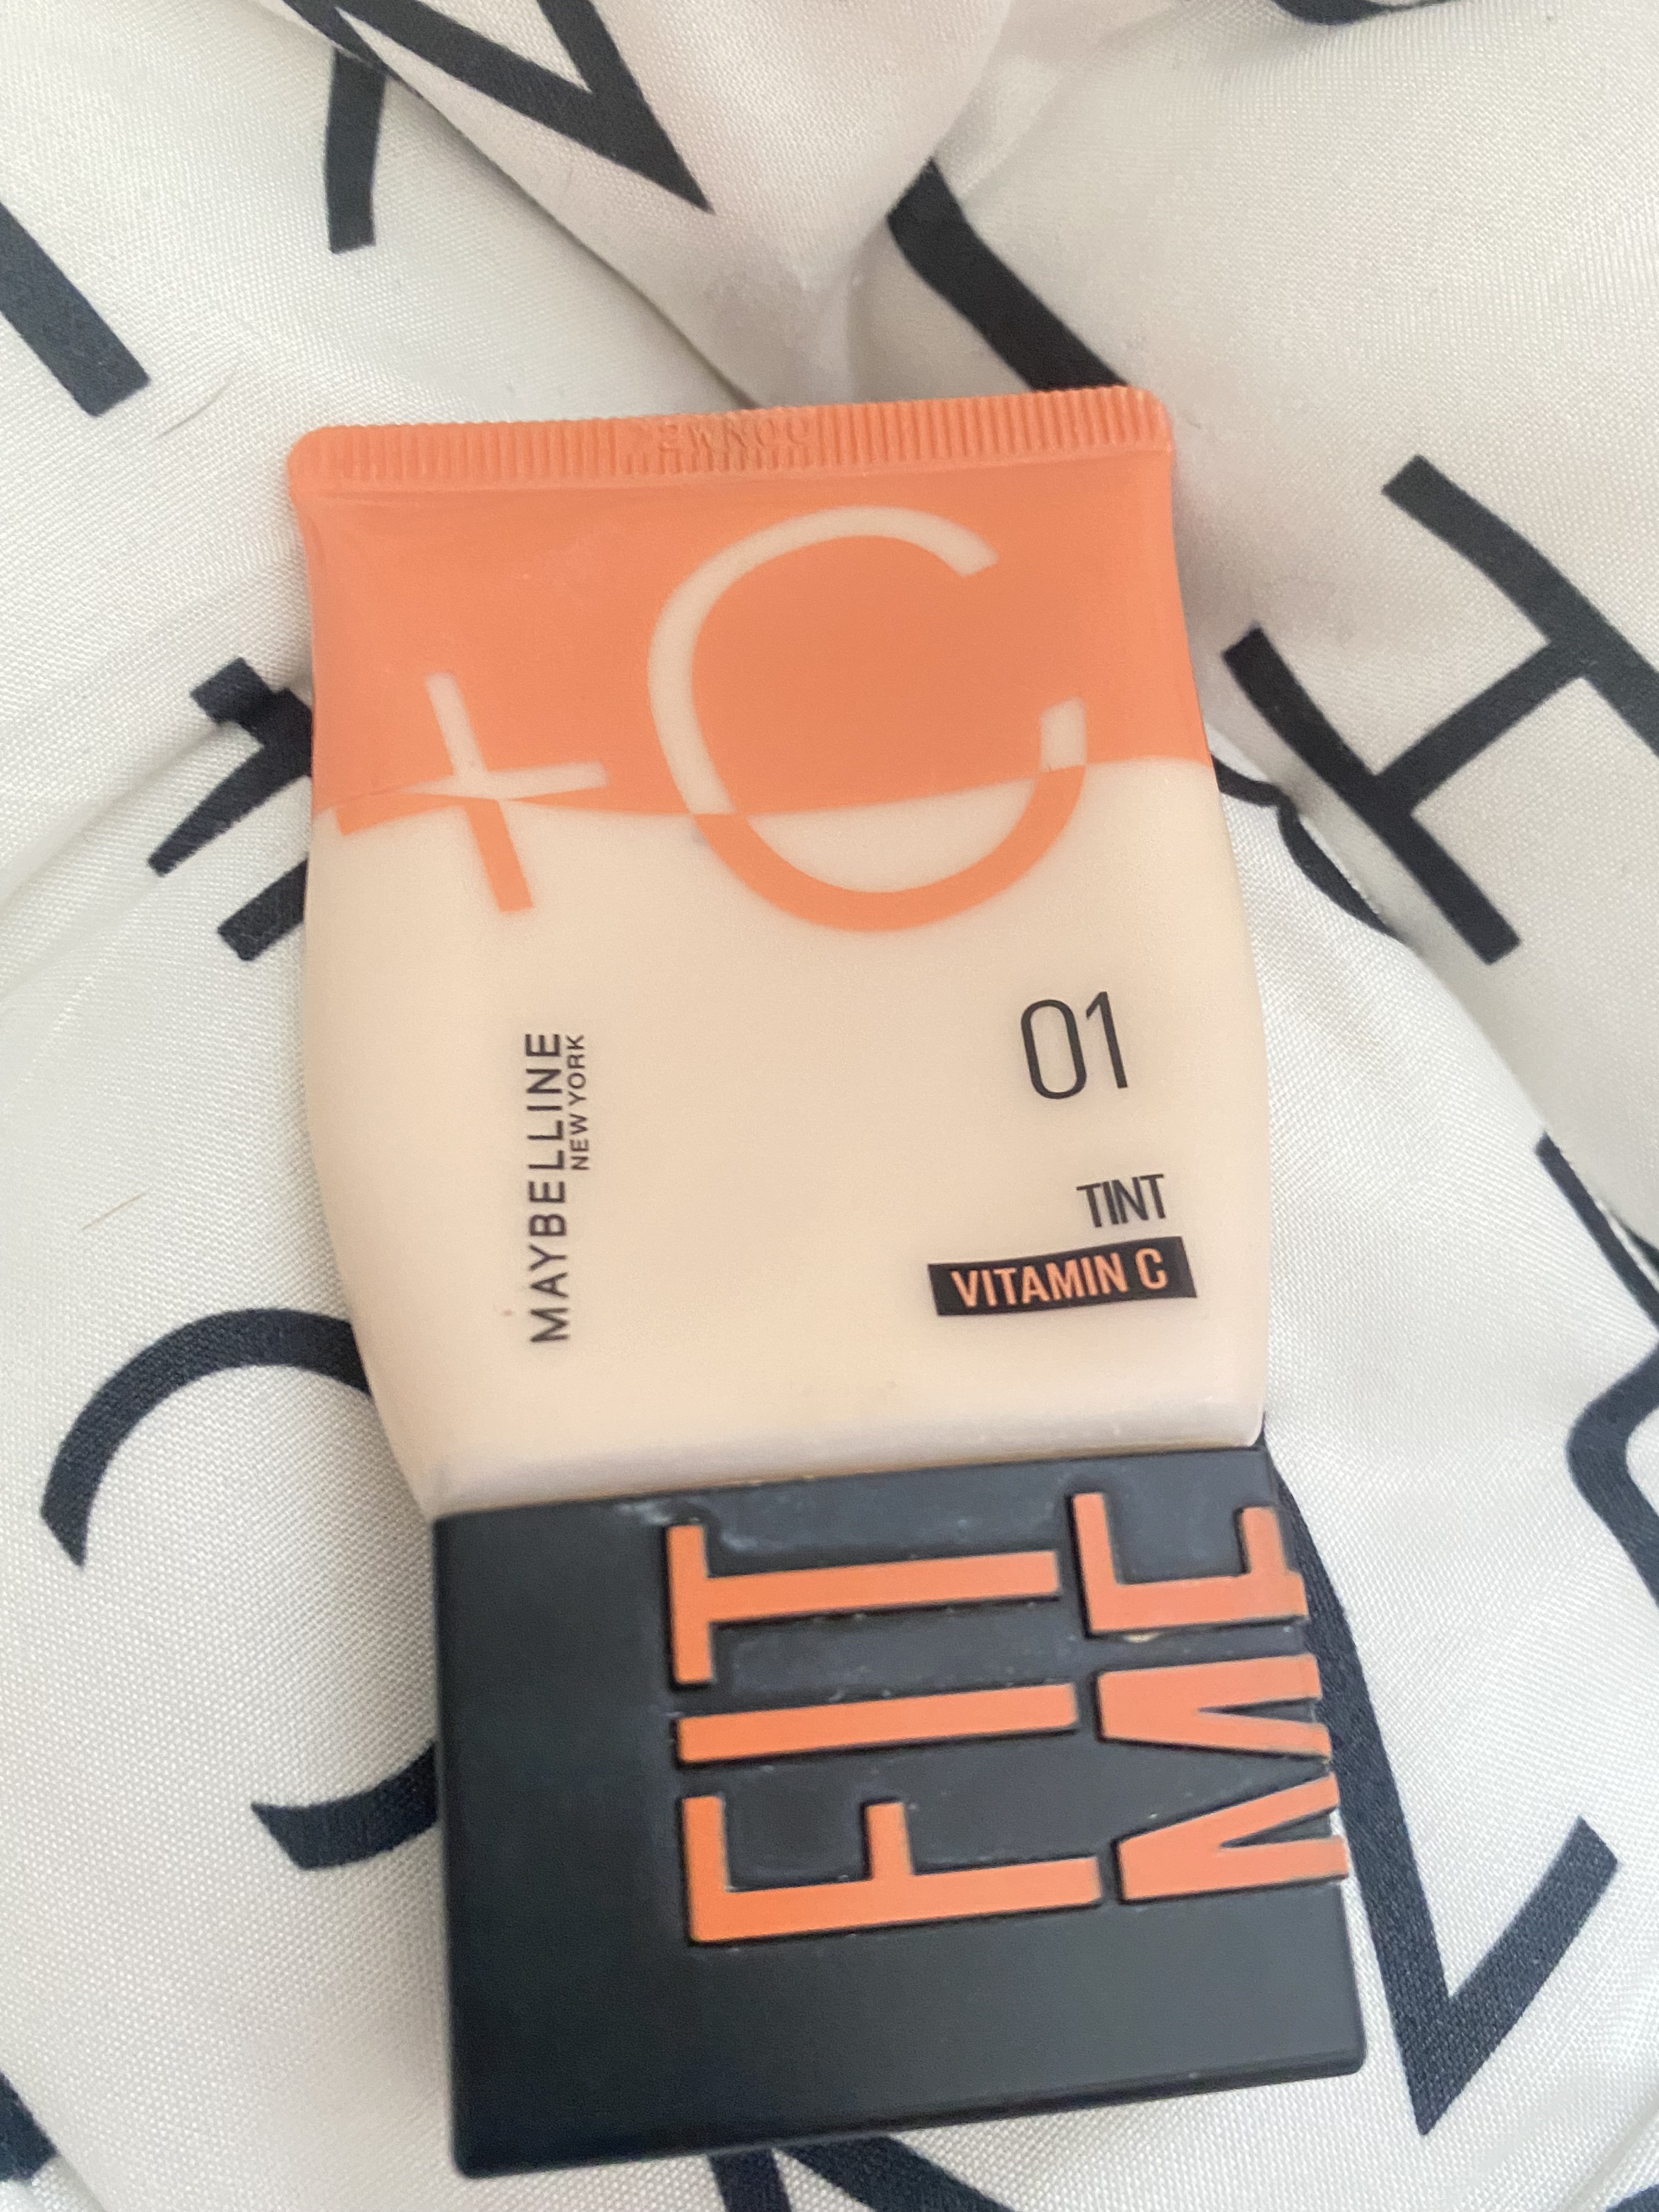 +C
01
MAYBELLINE
NEW YORK
TINT
VITAMIN C
FIT
ME